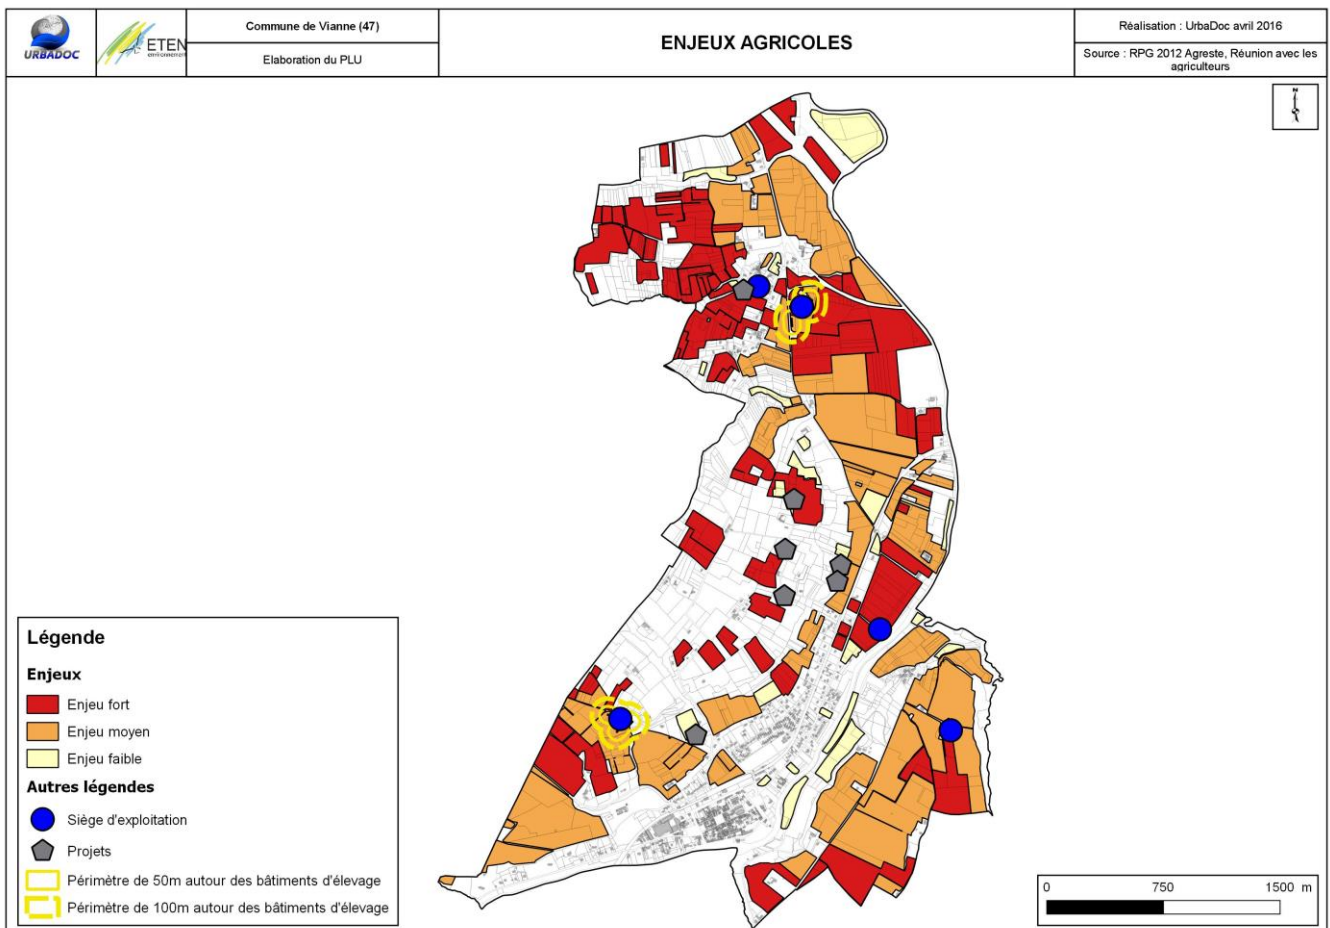 URBADOC
ETEN
environnement
Commune de Vianne (47)
Elaboration du PLU
ENJEUX AGRICOLES
Réalisation : UrbaDoc avril 2016
Source : RPG 2012 Agreste, Réunion avec les
agriculteurs
N
Légende
Enjeux
Enjeu fort
Enjeu moyen
Enjeu faible
Autres légendes
Siège d'exploitation
Projets
Périmètre de 50m autour des bâtiments d'élevage
Périmètre de 100m autour des bâtiments d'élevage
0 750 1500 m